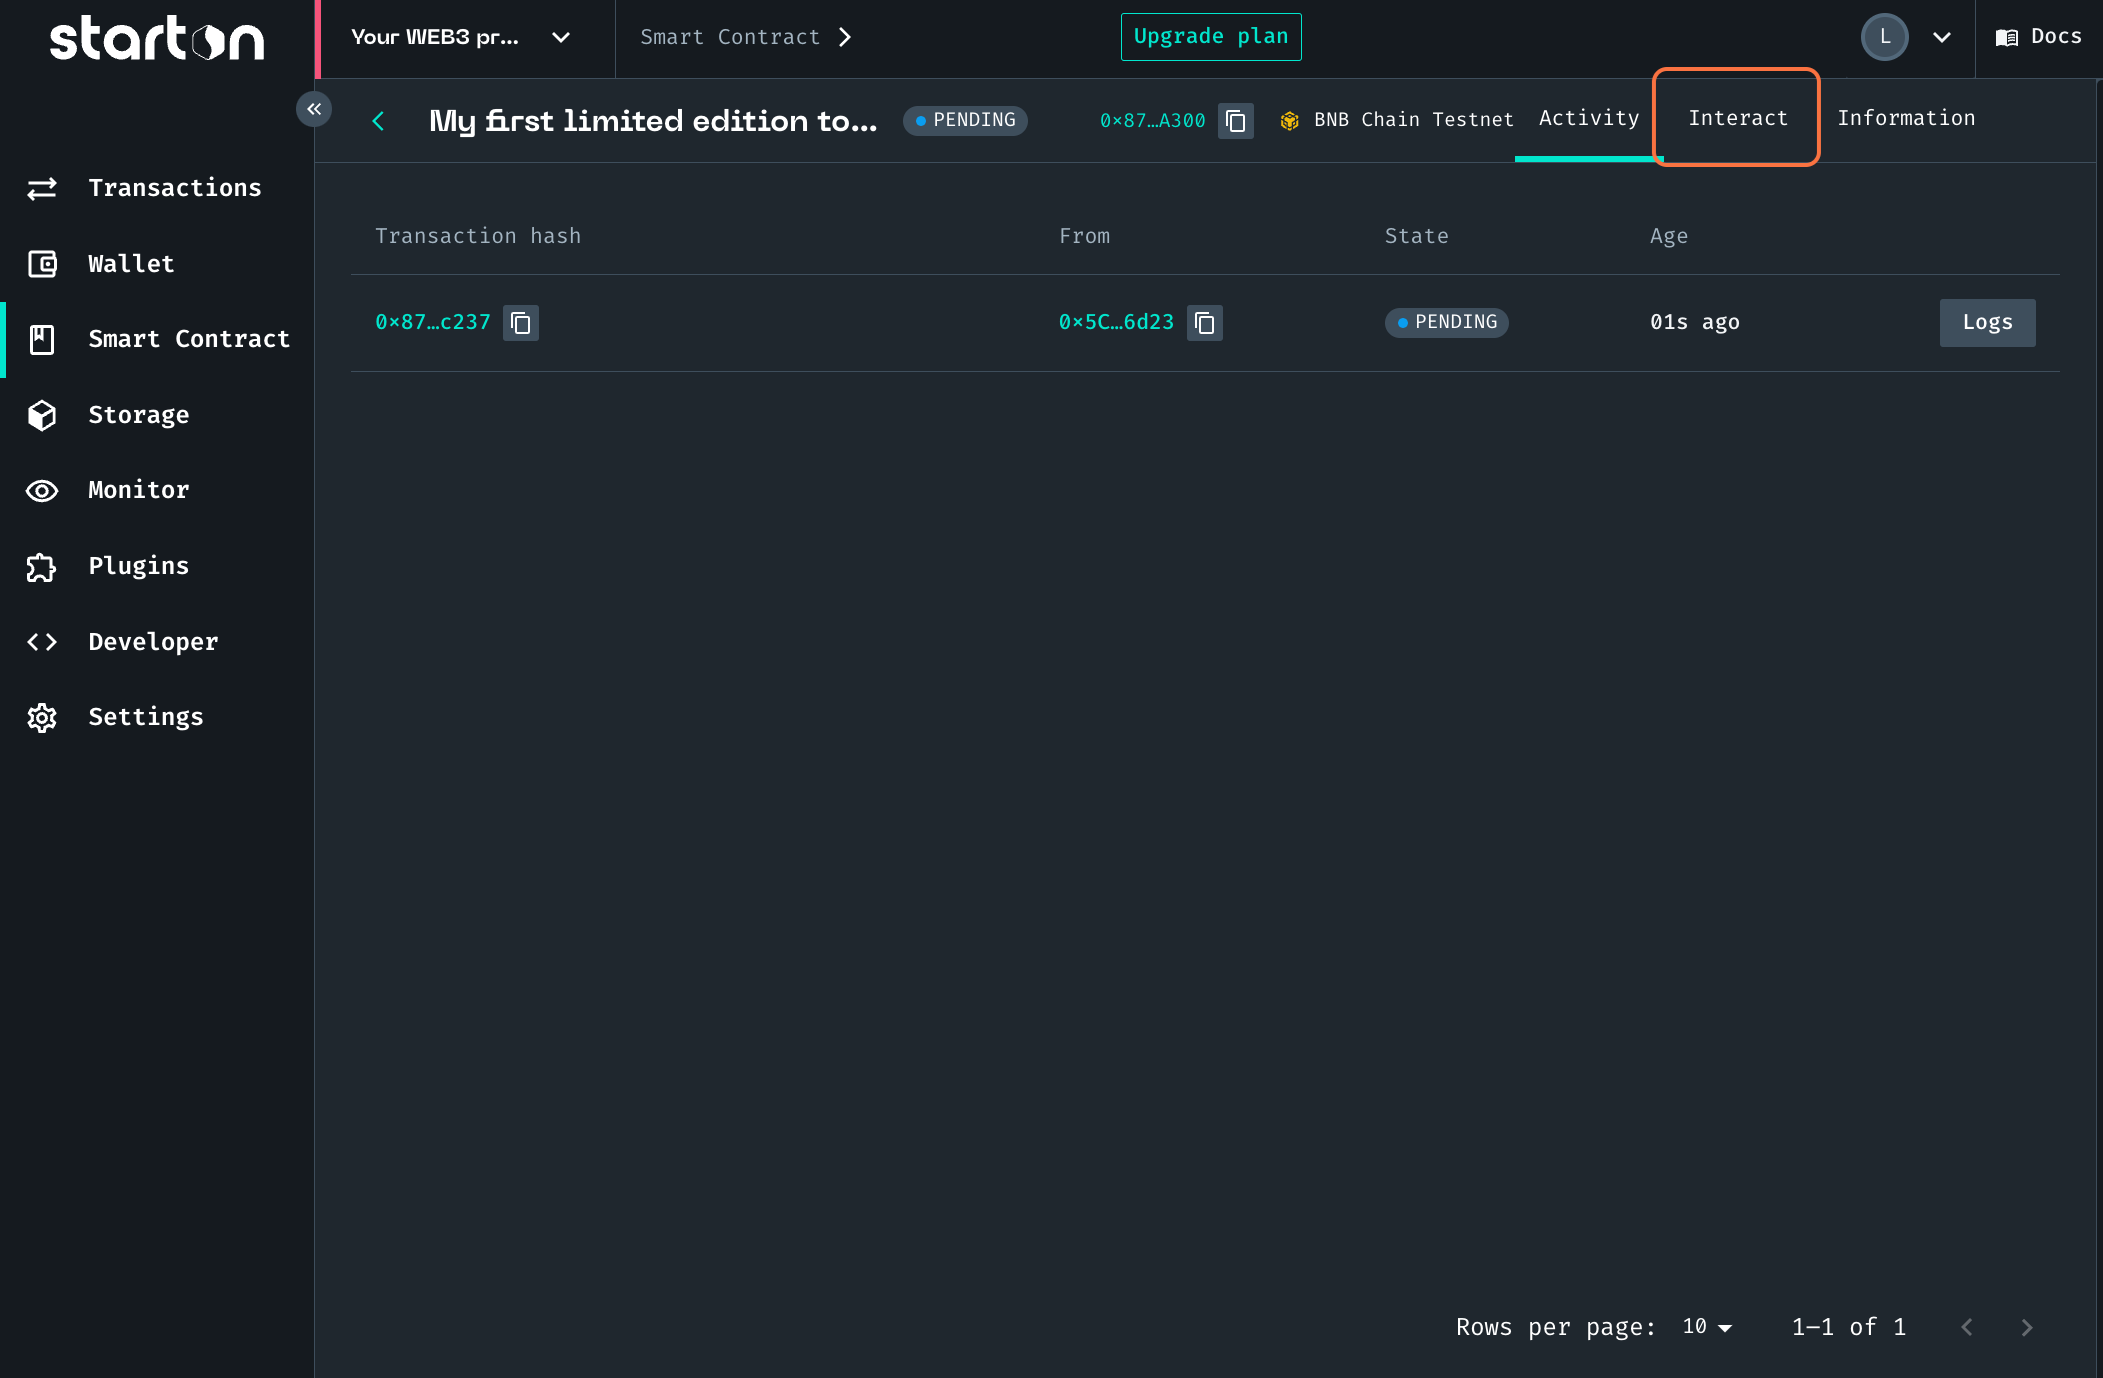 starton
Your WEB3 pr...
Smart Contract
Upgrade plan
L
Docs
My first limited edition to...
PENDING
0x87…A300
BNB Chain Testnet
Activity
Interact
Information
Transactions
Wallet
Smart Contract
Storage
Monitor
Plugins
Developer
Settings
Transaction hash
From
State
Age
0x87…c237
0x5C…6d23
PENDING
01s ago
Logs
Rows per page: 10
1–1 of 1